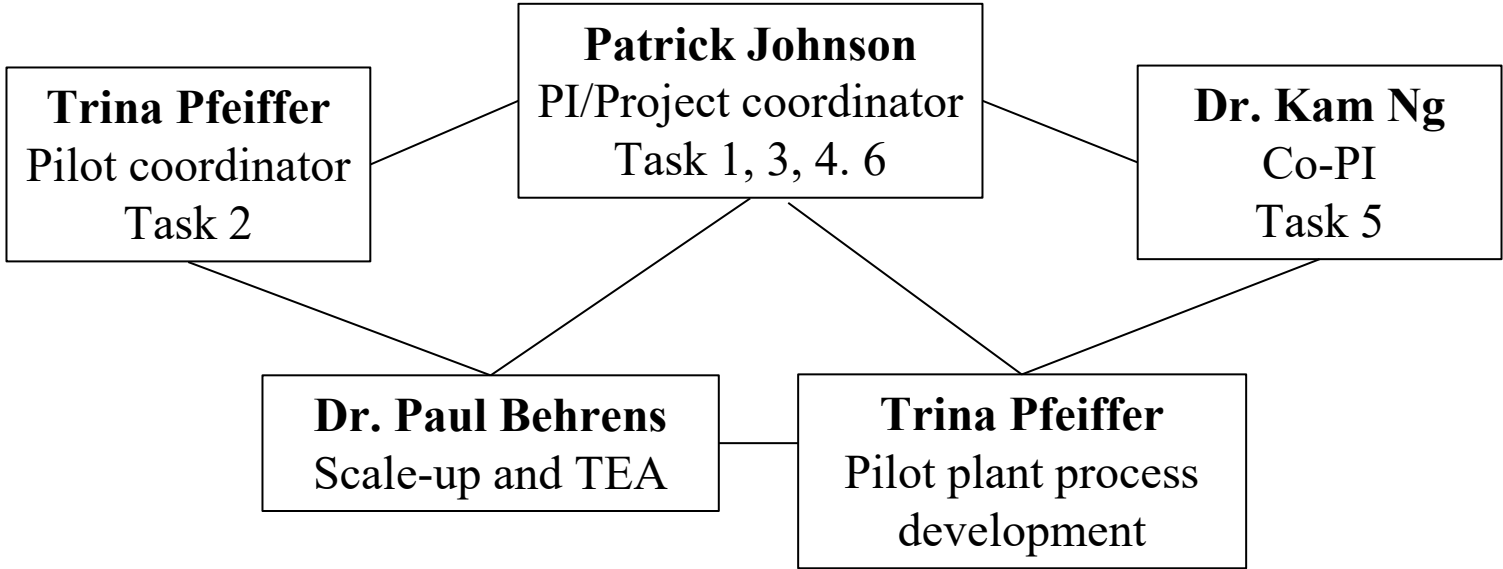 Patrick Johnson
PI/Project coordinator
Task 1, 3, 4. 6
Trina Pfeiffer
Pilot coordinator
Task 2
Dr. Kam Ng
Co-PI
Task 5
Dr. Paul Behrens
Scale-up and TEA
Trina Pfeiffer
Pilot plant process
development